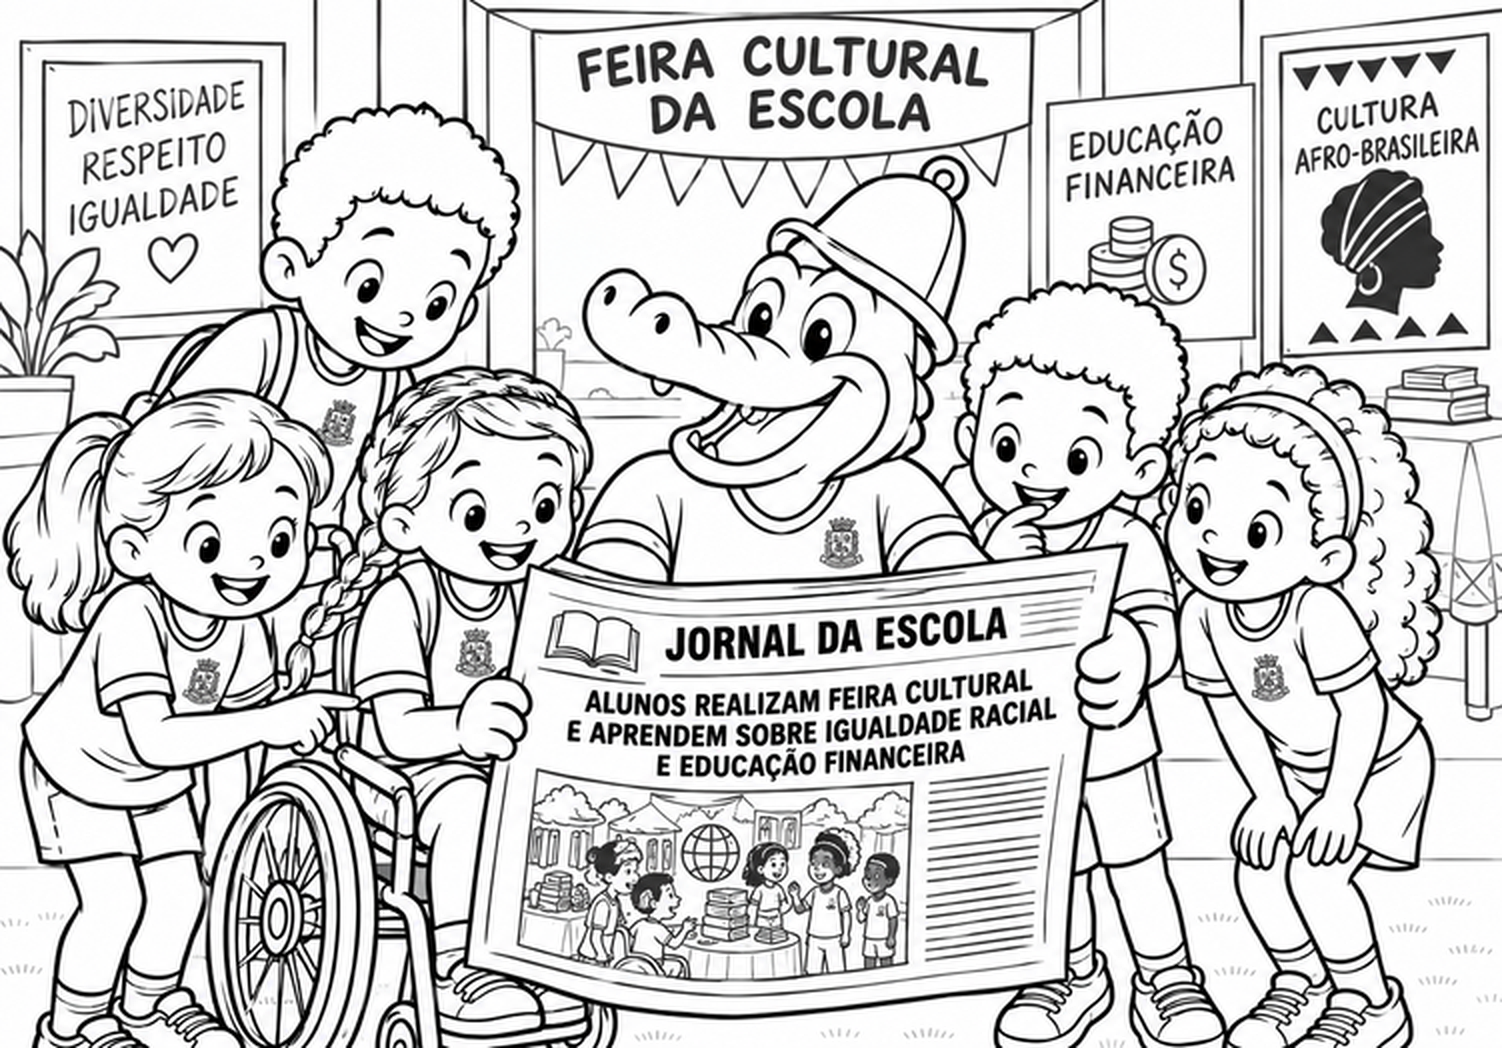 FEIRA CULTURAL
DA ESCOLA
DIVERSIDADE
RESPEITO
IGUALDADE
EDUCAÇÃO
FINANCEIRA
$
CULTURA
AFRO-BRASILEIRA
JORNAL DA ESCOLA
ALUNOS REALIZAM FEIRA CULTURAL
E APRENDEM SOBRE IGUALDADE RACIAL
E EDUCAÇÃO FINANCEIRA